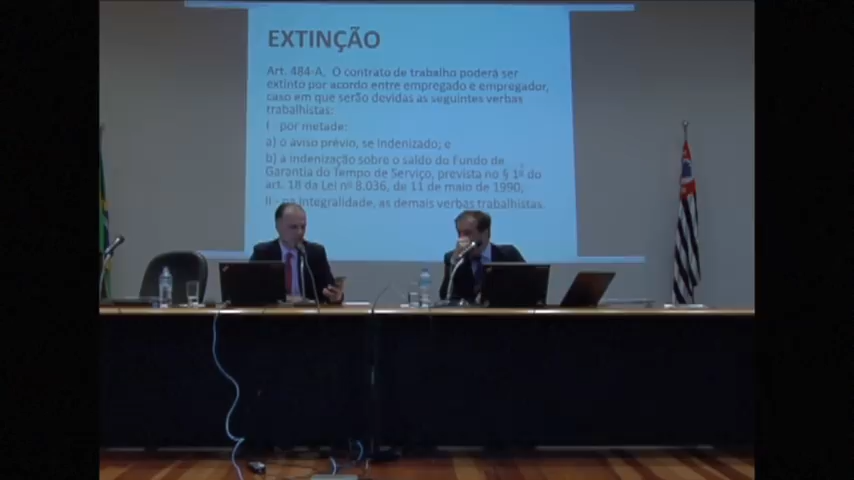 EXTINÇÃO
Art. 484-A. O contrato de trabalho poderá ser
extinto por acordo entre empregado e empregador,
caso em que serão devidas as seguintes verbas
trabalhistas:
I - por metade:
a) o aviso prévio, se indenizado; e
b) a indenização sobre o saldo do Fundo de
Garantia do Tempo de Serviço, prevista no § 1º do
art. 18 da Lei nº 8.036, de 11 de maio de 1990,
II - na integralidade, as demais verbas trabalhistas.